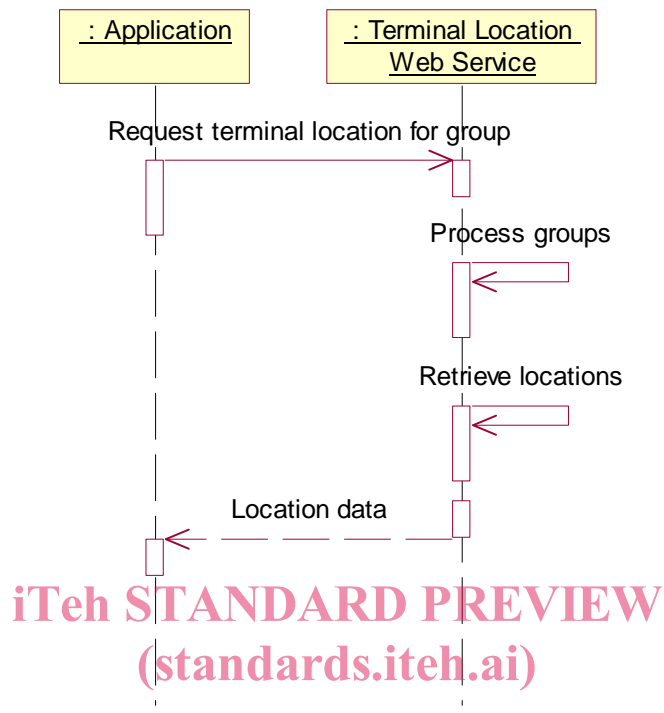 : Application
: Terminal Location
Web Service
Request terminal location for group
Process groups
Retrieve locations
Location data
iTeh STANDARD PREVIEW
(standards.iteh.ai)